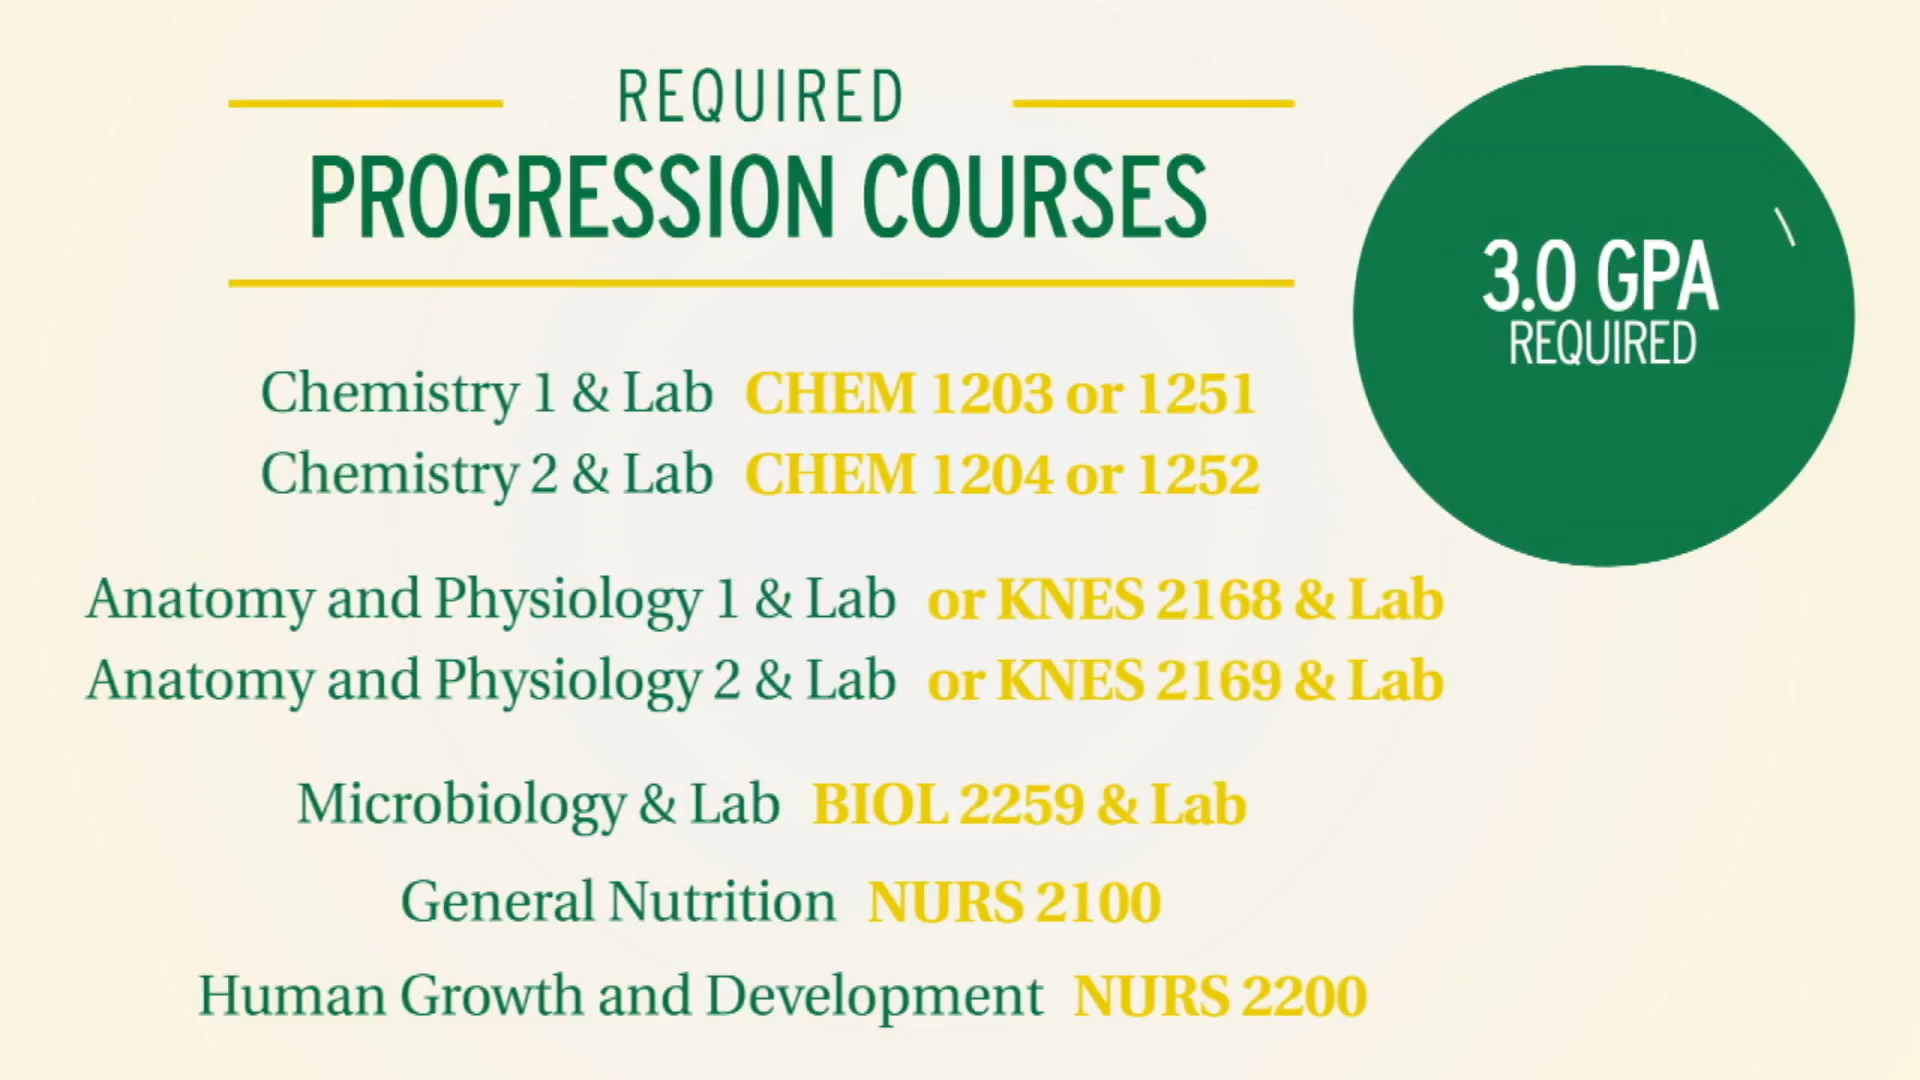 REQUIRED
PROGRESSION COURSES
3.0 GPA
REQUIRED
Chemistry 1 & Lab CHEM 1203 or 1251
Chemistry 2 & Lab CHEM 1204 or 1252
Anatomy and Physiology 1 & Lab or KNES 2168 & Lab
Anatomy and Physiology 2 & Lab or KNES 2169 & Lab
Microbiology & Lab BIOL 2259 & Lab
General Nutrition NURS 2100
Human Growth and Development NURS 2200